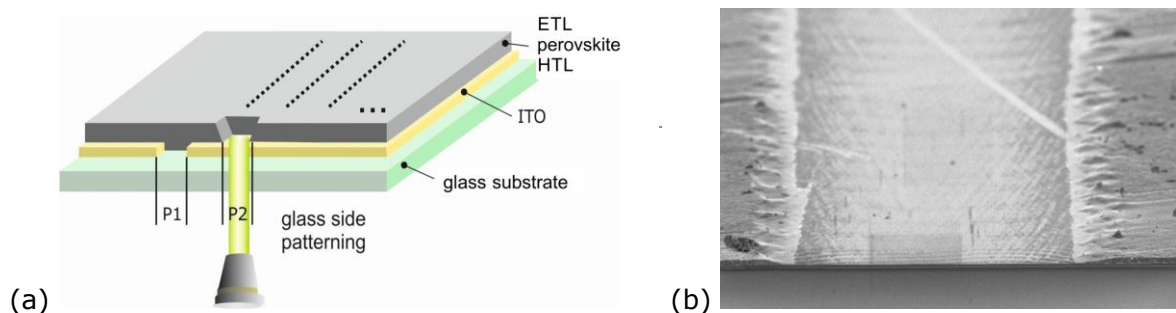 ETL
perovskite
HTL
ITO
glass substrate
P1
P2
glass side
patterning
(a)
(b)